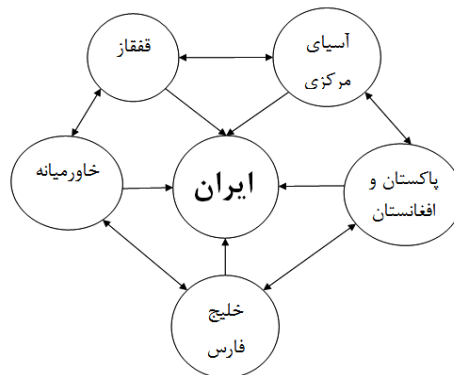 قفقاز
آسیای
مرکزی
خاورمیانه
ایران
پاکستان و
افغانستان
خلیج
فارس